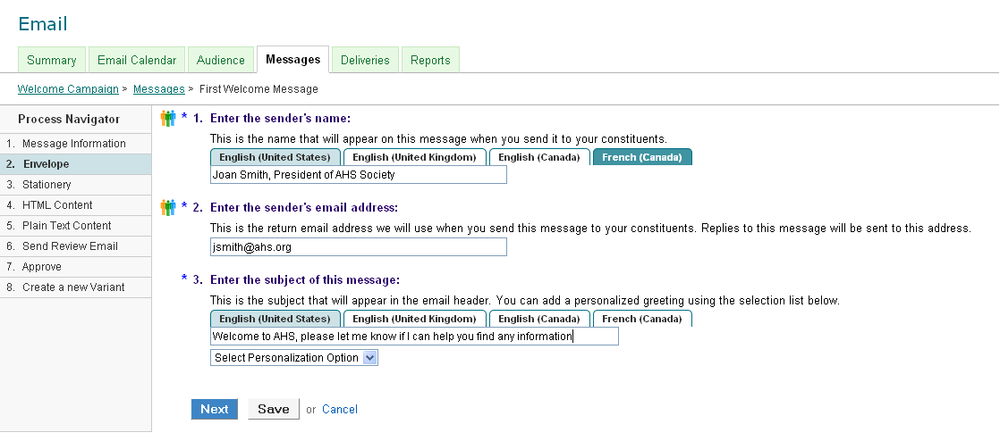 Email
Summary Email Calendar Audience Messages Deliveries Reports
Welcome Campaign > Messages > First Welcome Message
Process Navigator
1. Message Information
2. Envelope
3. Stationery
4. HTML Content
5. Plain Text Content
6. Send Review Email
7. Approve
8. Create a new Variant
* 1. Enter the sender's name:
This is the name that will appear on this message when you send it to your constituents.
English (United States) English (United Kingdom) English (Canada) French (Canada)
Joan Smith, President of AHS Society
* 2. Enter the sender's email address:
This is the return email address we will use when you send this message to your constituents. Replies to this message will be sent to this address.
jsmith@ahs.org
* 3. Enter the subject of this message:
This is the subject that will appear in the email header. You can add a personalized greeting using the selection list below.
English (United States) English (United Kingdom) English (Canada) French (Canada)
Welcome to AHS, please let me know if I can help you find any information
Select Personalization Option
Next Save or Cancel